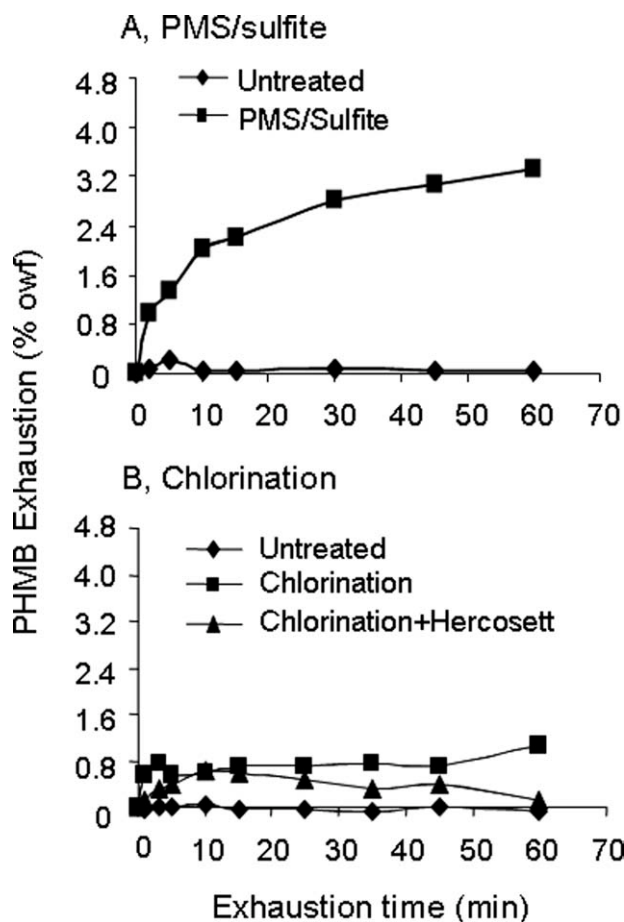 A, PMS/sulfite
4.8
Untreated
4.0
PMS/Sulfite
3.2
2.4
1.6
0.8
0
0 10 20 30 40 50 60 70
PHMB Exhaustion (% owf)
B, Chlorination
4.8
Untreated
4.0
Chlorination
3.2
Chlorination+Hercosett
2.4
1.6
0.8
0
0 10 20 30 40 50 60 70
Exhaustion time (min)